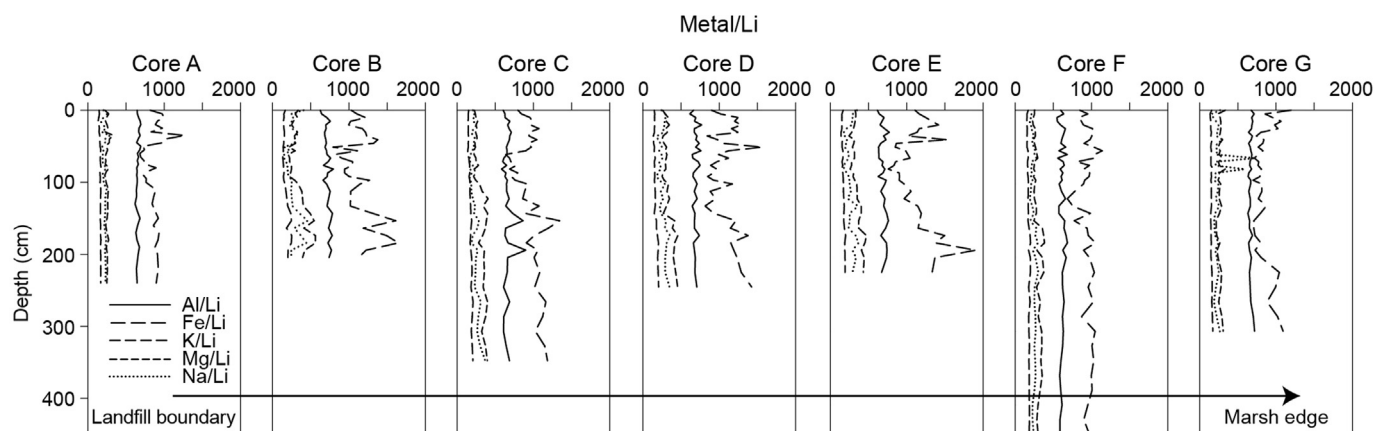 Metal/Li
Core A Core B Core C Core D Core E Core F Core G
0 1000 2000 0 1000 2000 0 1000 2000 0 1000 2000 0 1000 2000 0 1000 2000 0 1000 2000
0
100
200
300
400
Depth (cm)
Al/Li
Fe/Li
K/Li
Mg/Li
Na/Li
Landfill boundary Marsh edge